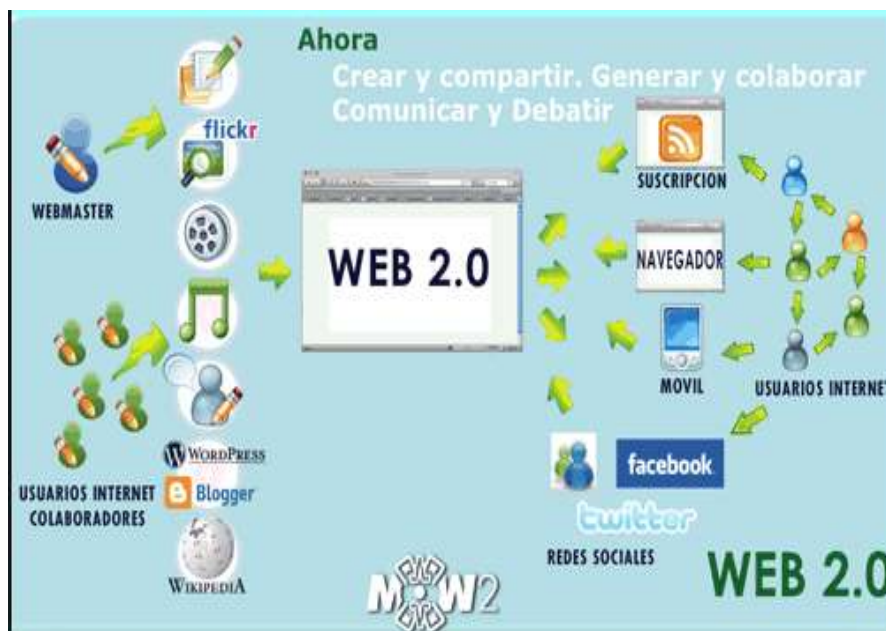 Ahora
Crear y compartir. Generar y colaborar
Comunicar y Debatir
flickr
WEBMASTER
SUSCRIPCION
WEB 2.0
NAVEGADOR
MOVIL
USUARIOS INTERNET
WORDPRESS
Blogger
USUARIOS INTERNET
COLABORADORES
WIKIPEDIA
facebook
twitter
REDES SOCIALES
MOW2
WEB 2.0